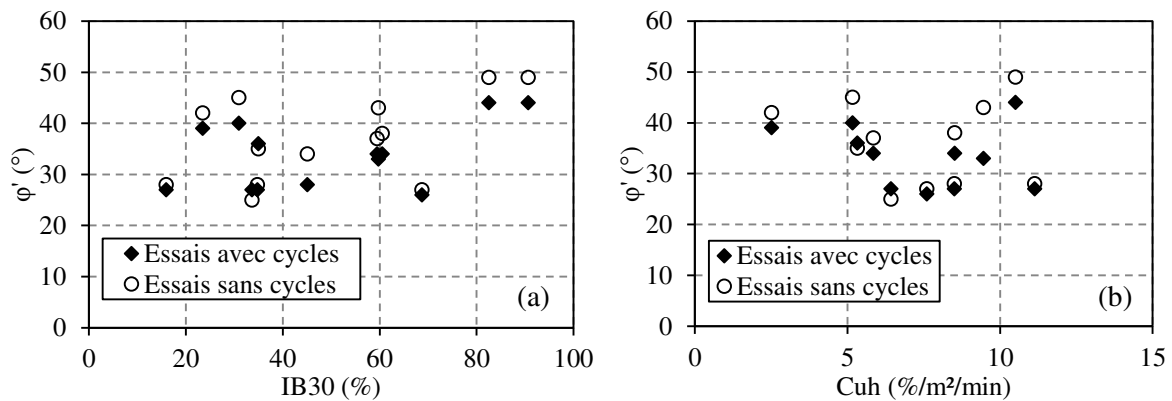 60
50
40
30
20
10
0
φ' (°)
Essais avec cycles
Essais sans cycles
(a)
0 20 40 60 80 100
IB30 (%)
60
50
40
30
20
10
0
φ' (°)
Essais avec cycles
Essais sans cycles
(b)
0 5 10 15
Cuh (%/m²/min)